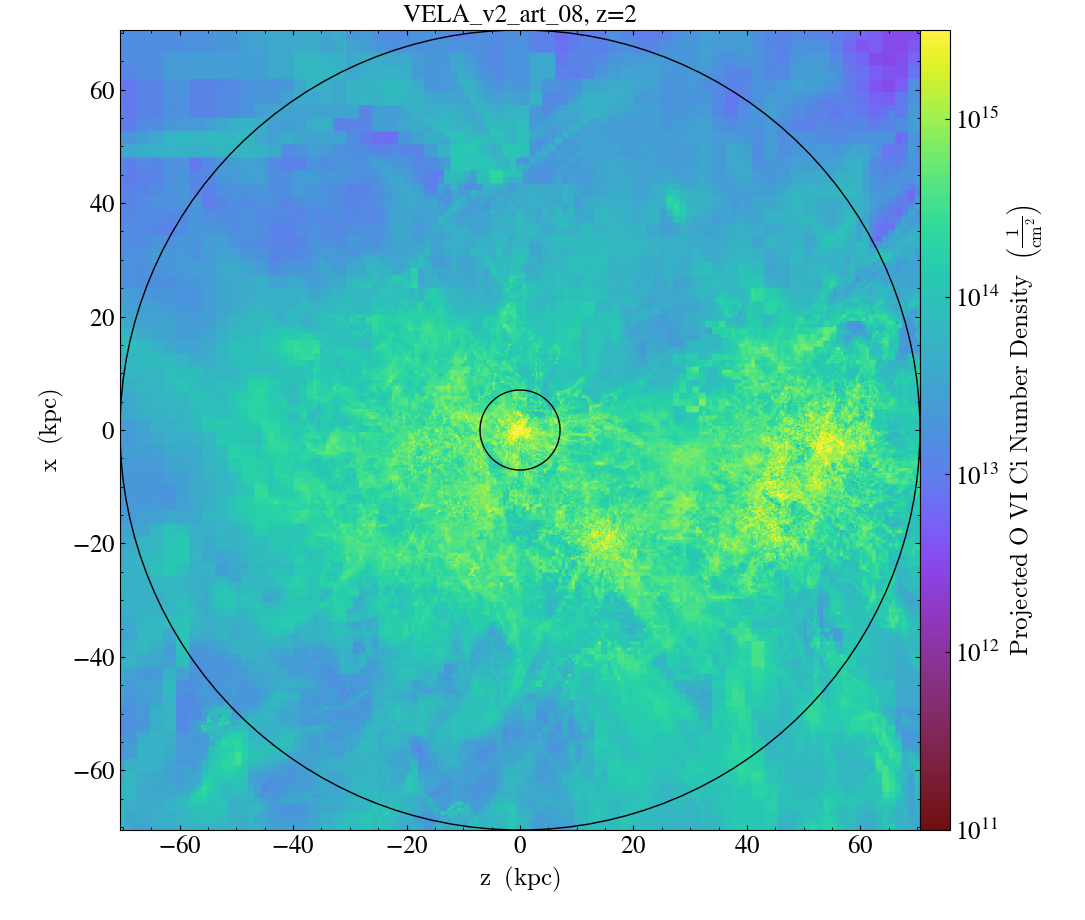 VELA_v2_art_08, z=2
60
40
20
0
−20
−40
−60
x (kpc)
−60 −40 −20 0 20 40 60
z (kpc)
10^15
10^14
10^13
10^12
10^11
Projected O VI Ci Number Density (1/cm^2)